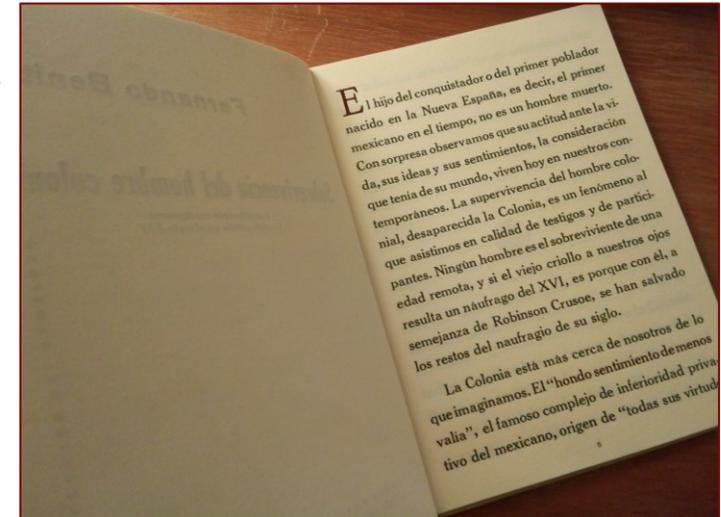 Fernando Benít
Sobrevivencia del hombre coloni
El hijo del conquistador o del primer poblador
nacido en la Nueva España, es decir, el primer
mexicano en el tiempo, no es un hombre muerto.
Con sorpresa observamos que su actitud ante la vi-
da, sus ideas y sus sentimientos, la consideración
que tenía de su mundo, viven hoy en nuestros con-
temporáneos. La supervivencia del hombre colo-
nial, desaparecida la Colonia, es un fenómeno al
que asistimos en calidad de testigos y de partici-
pantes. Ningún hombre es el sobreviviente de una
edad remota, y si el viejo criollo a nuestros ojos
resulta un náufrago del XVI, es porque con él, a
semejanza de Robinson Crusoe, se han salvado
los restos del naufragio de su siglo.
La Colonia está más cerca de nosotros de lo
que imaginamos. El “hondo sentimiento de menos
valía”, el famoso complejo de inferioridad priva-
tivo del mexicano, origen de “todas sus virtud